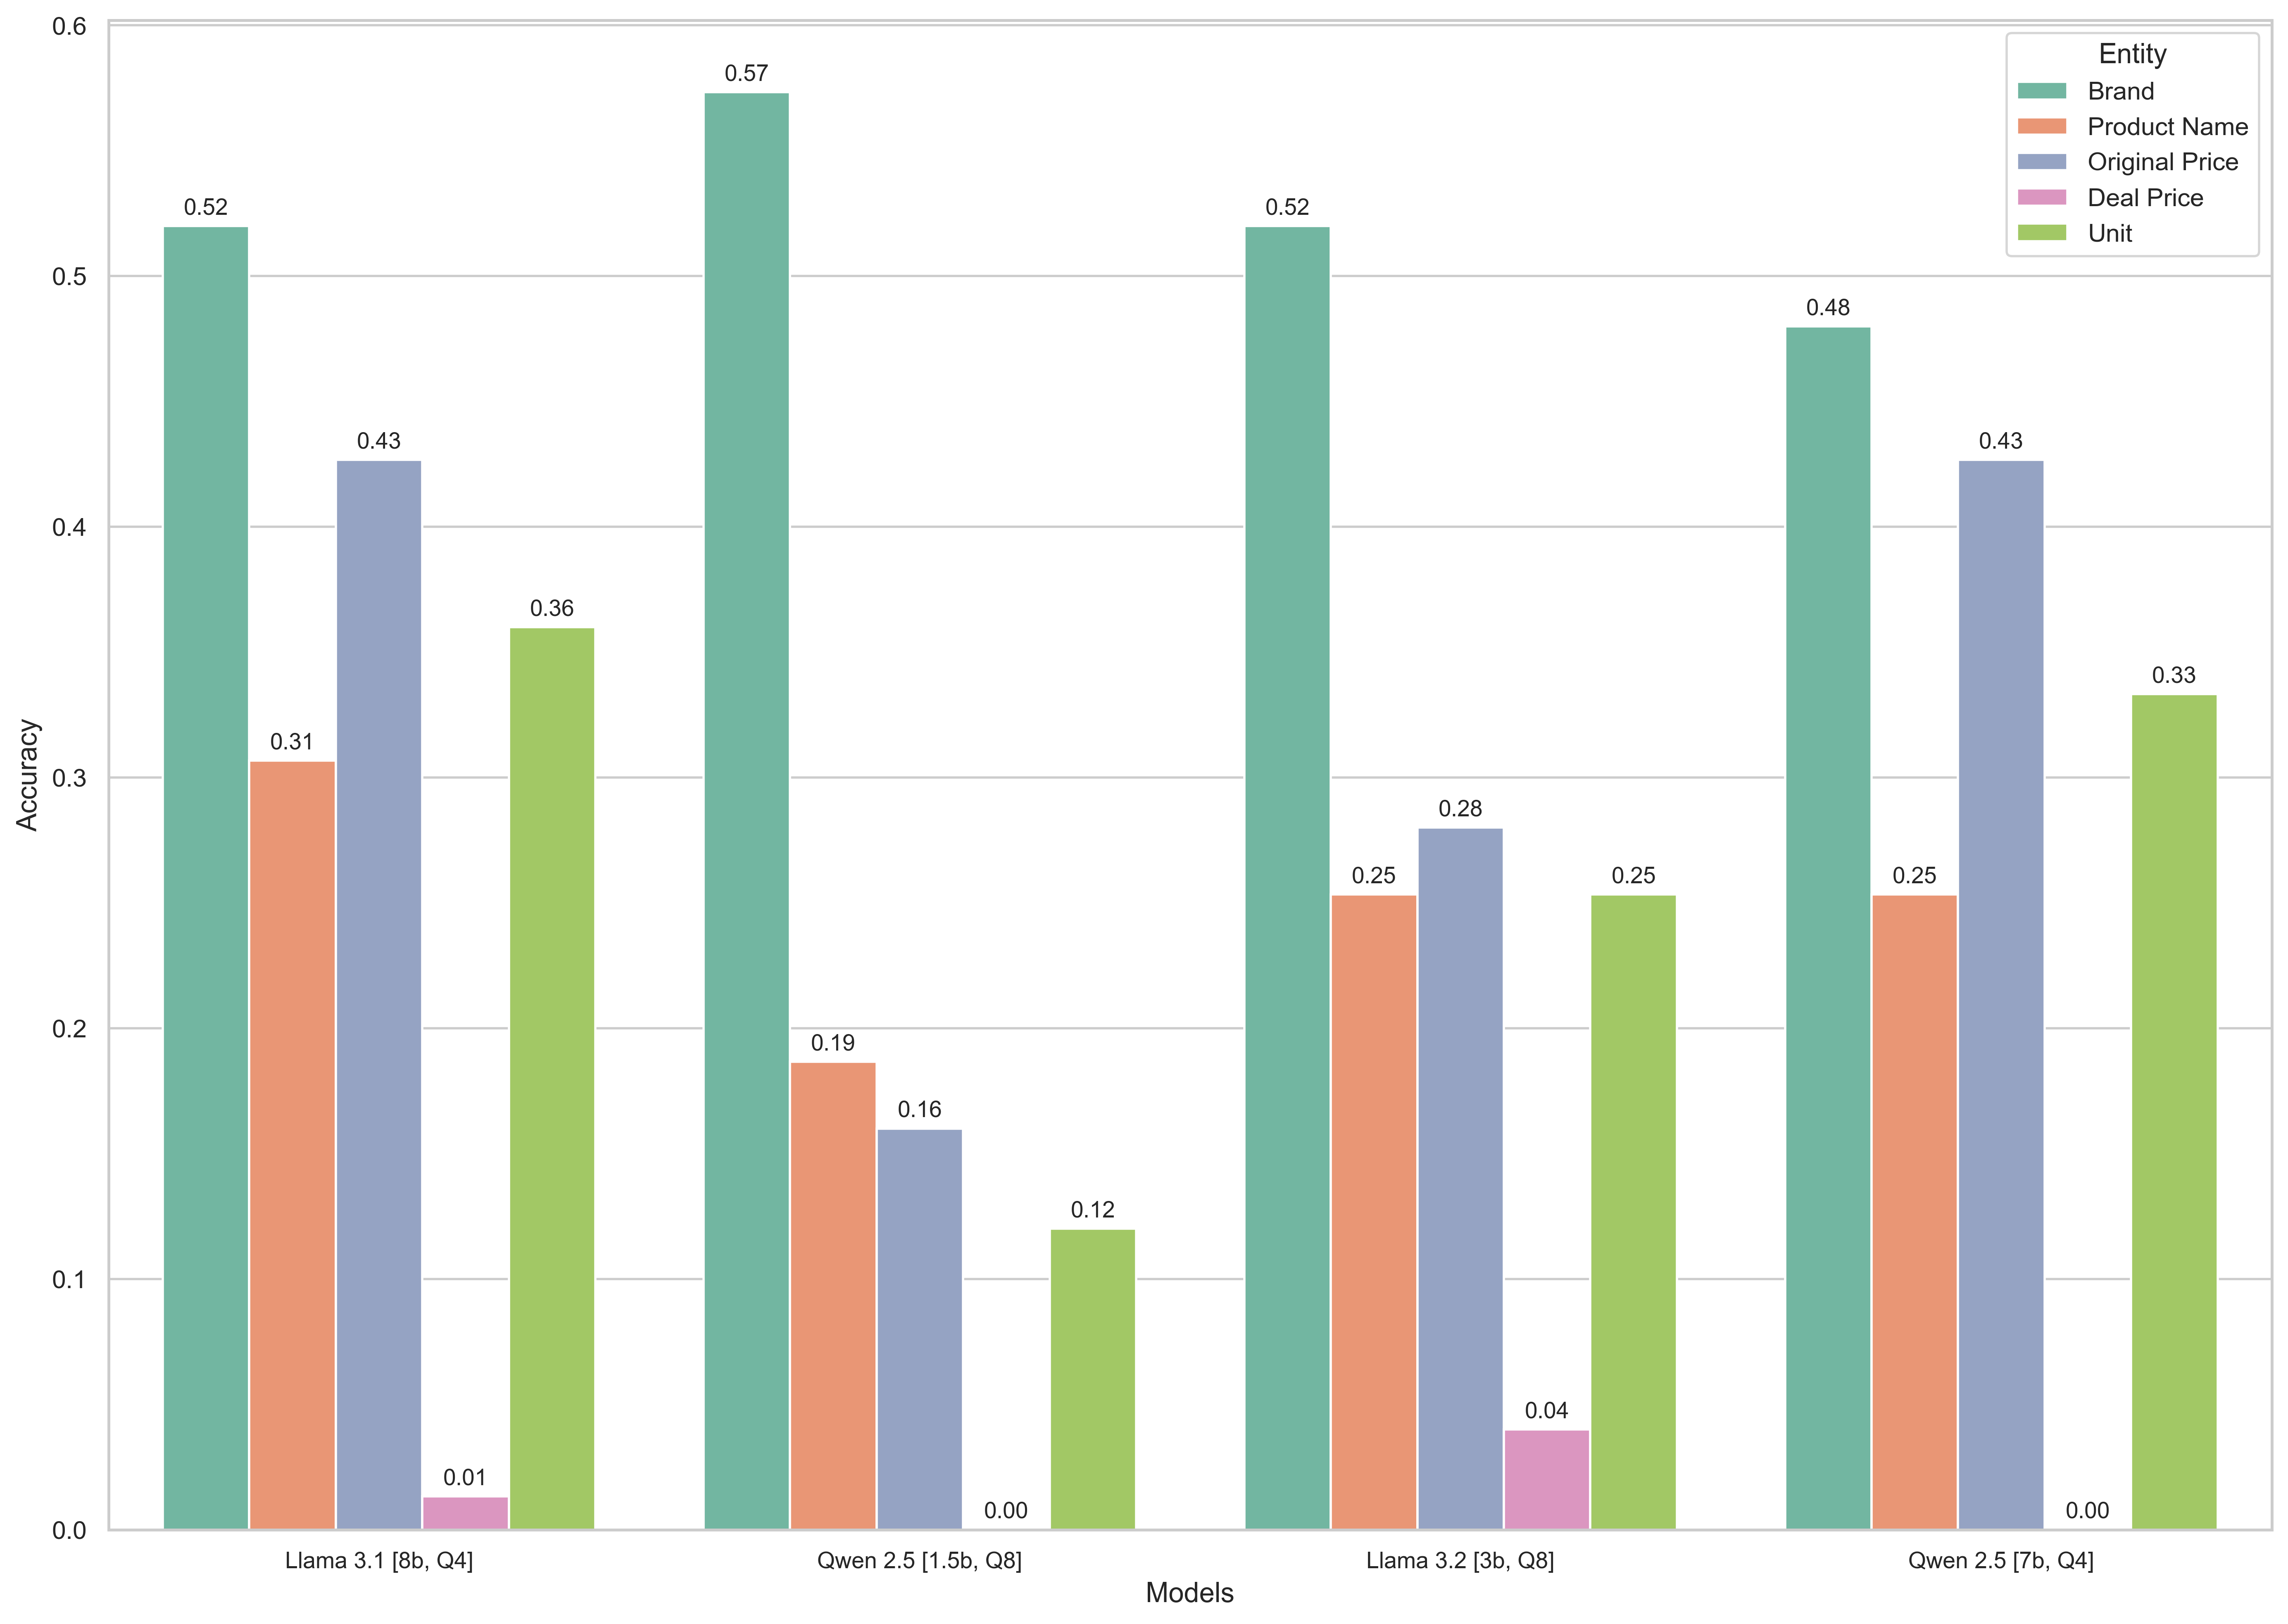 0.6
0.5
0.4
0.3
0.2
0.1
0.0
Accuracy
0.52
0.31
0.43
0.01
0.36
0.57
0.19
0.16
0.00
0.12
0.52
0.25
0.28
0.04
0.25
0.48
0.25
0.43
0.00
0.33
Entity
Brand
Product Name
Original Price
Deal Price
Unit
Llama 3.1 [8b, Q4]
Qwen 2.5 [1.5b, Q8]
Llama 3.2 [3b, Q8]
Qwen 2.5 [7b, Q4]
Models